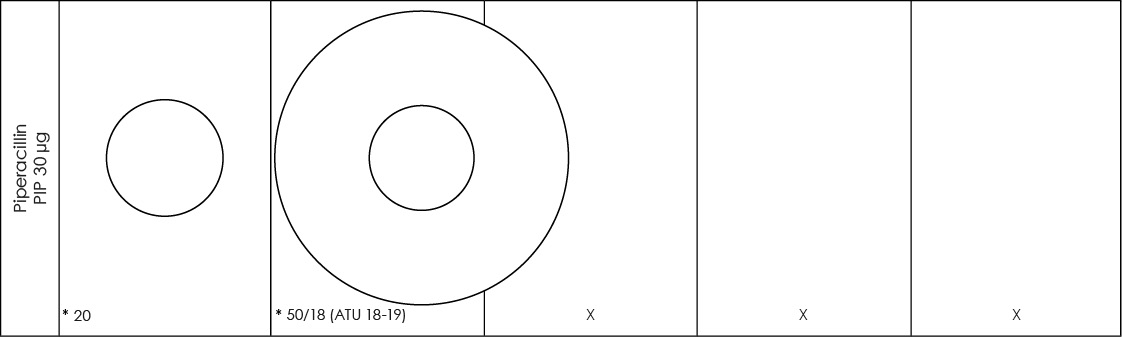 Piperacillin
PIP 30 µg
* 20
* 50/18 (ATU 18-19)
X
X
X